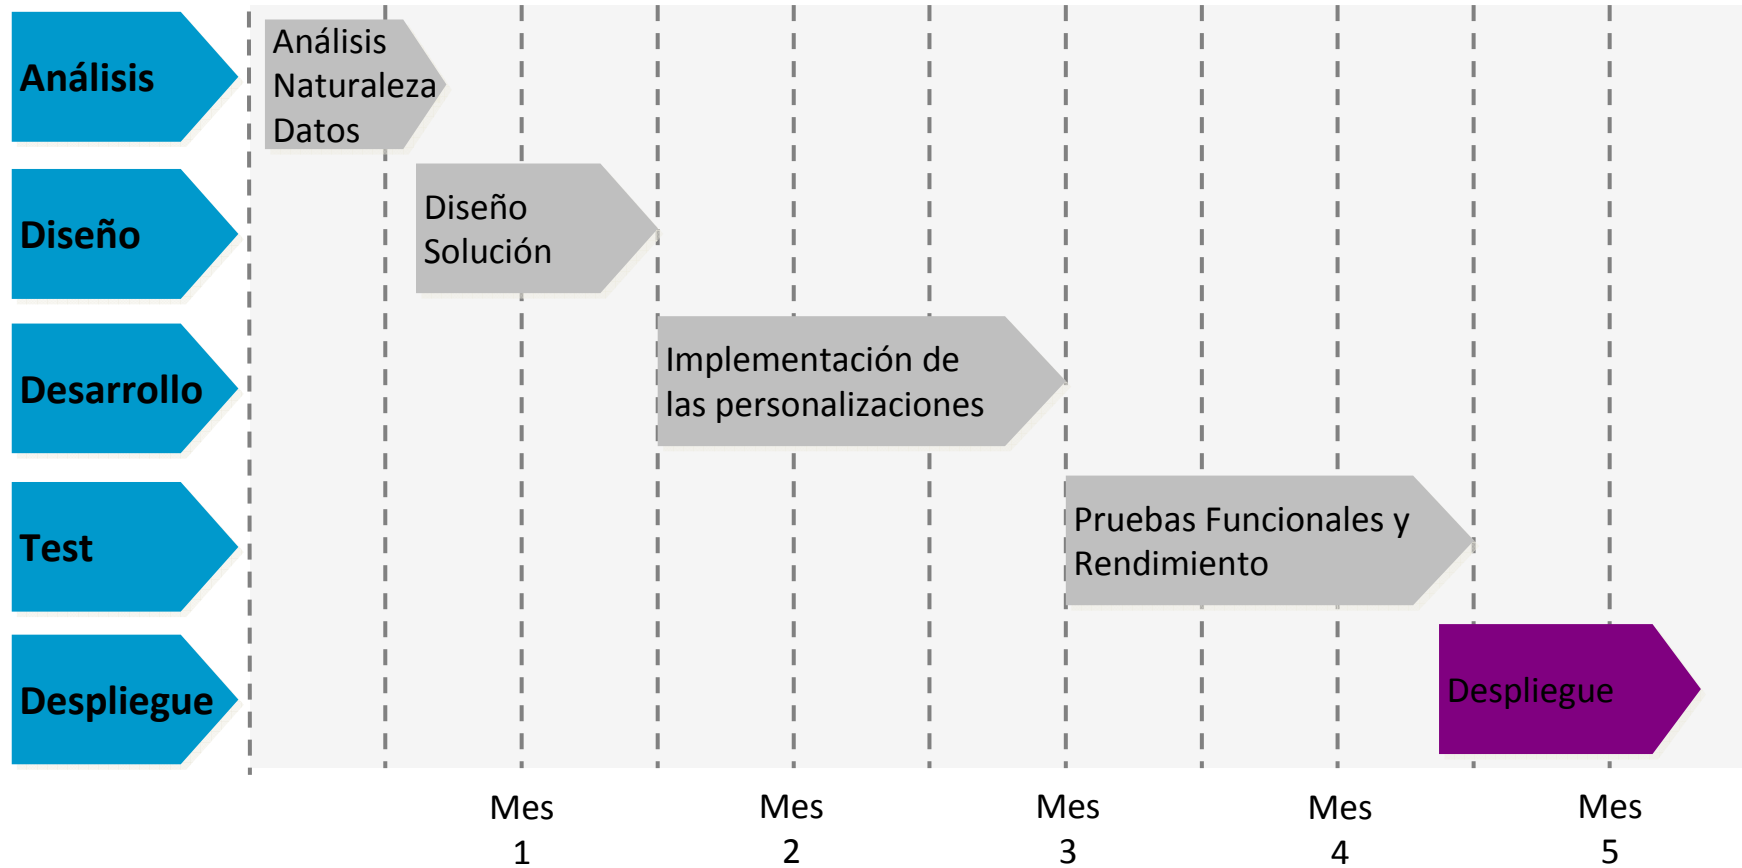 Análisis
Análisis
Naturaleza
Datos
Diseño
Diseño
Solución
Desarrollo
Implementación de
las personalizaciones
Test
Pruebas Funcionales y
Rendimiento
Despliegue
Despliegue
Mes
1
Mes
2
Mes
3
Mes
4
Mes
5